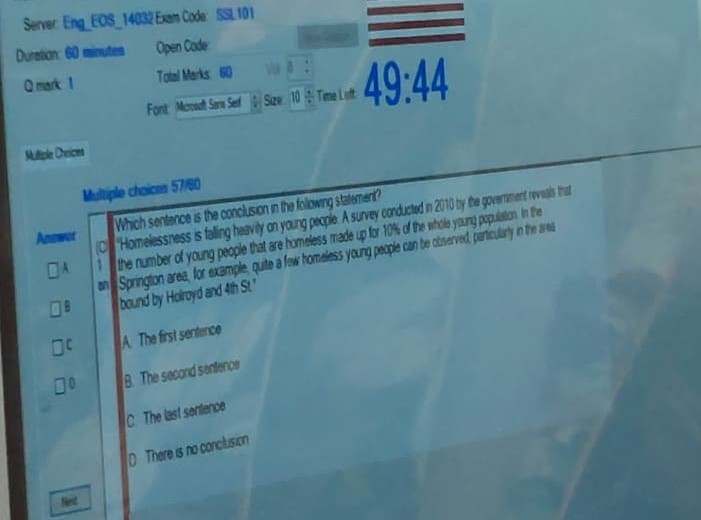 Server: Eng_EOS_14032 Exam Code: SSL101
Duration: 60 minutes Open Code:
Q mark: 1 Total Marks: 60 Vol 8
Font: Microsoft Sans Serif Size: 10 Time Left: 49:44
Multiple Choices
Multiple choices 57/60
Answer
Which sentence is the conclusion in the following statement?
"Homelessness is falling heavily on young people. A survey conducted in 2010 by the government reveals that
the number of young people that are homeless made up for 10% of the whole young population. In the
Springton area, for example, quite a few homeless young people can be observed, particularly in the area
bound by Holroyd and 4th St."
(C
1
an
A
B
C
D
A. The first sentence
B. The second sentence
C. The last sentence
D. There is no conclusion
Next